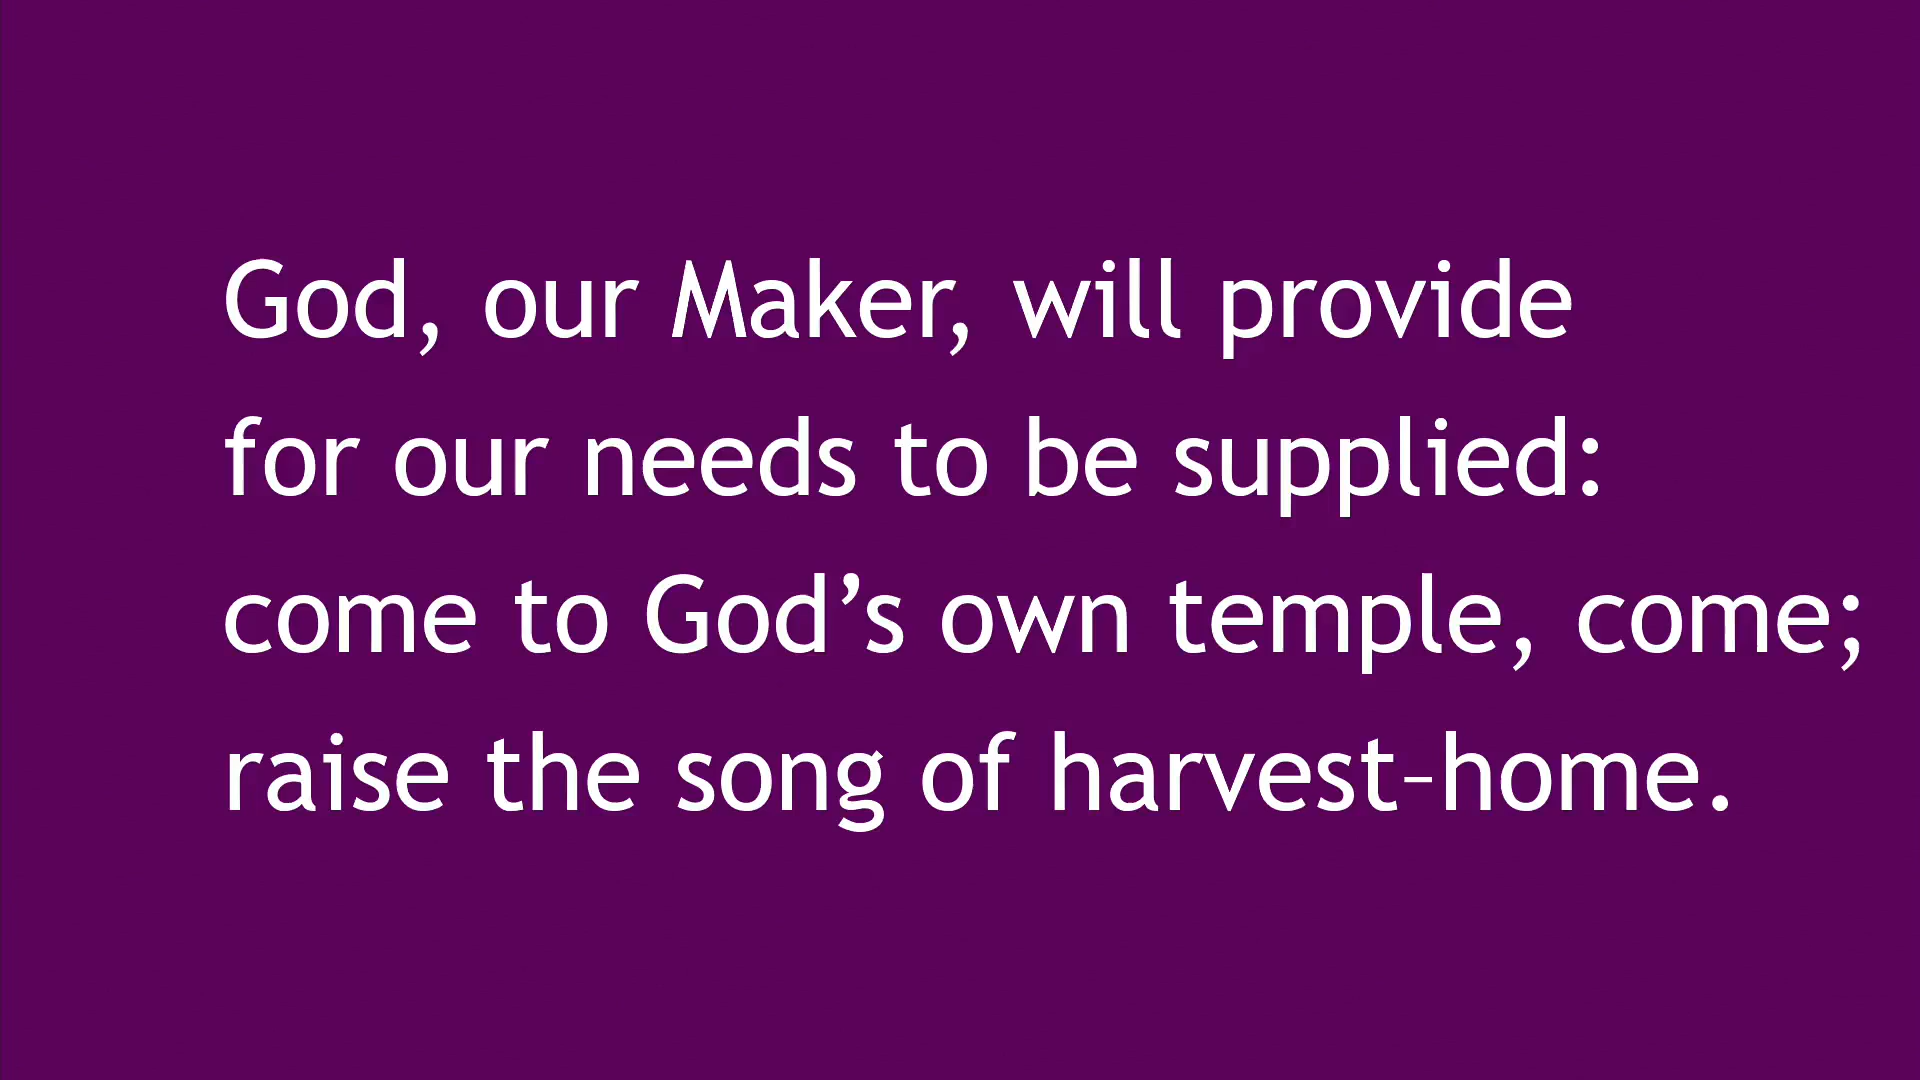 God, our Maker, will provide
for our needs to be supplied:
come to God’s own temple, come;
raise the song of harvest-home.